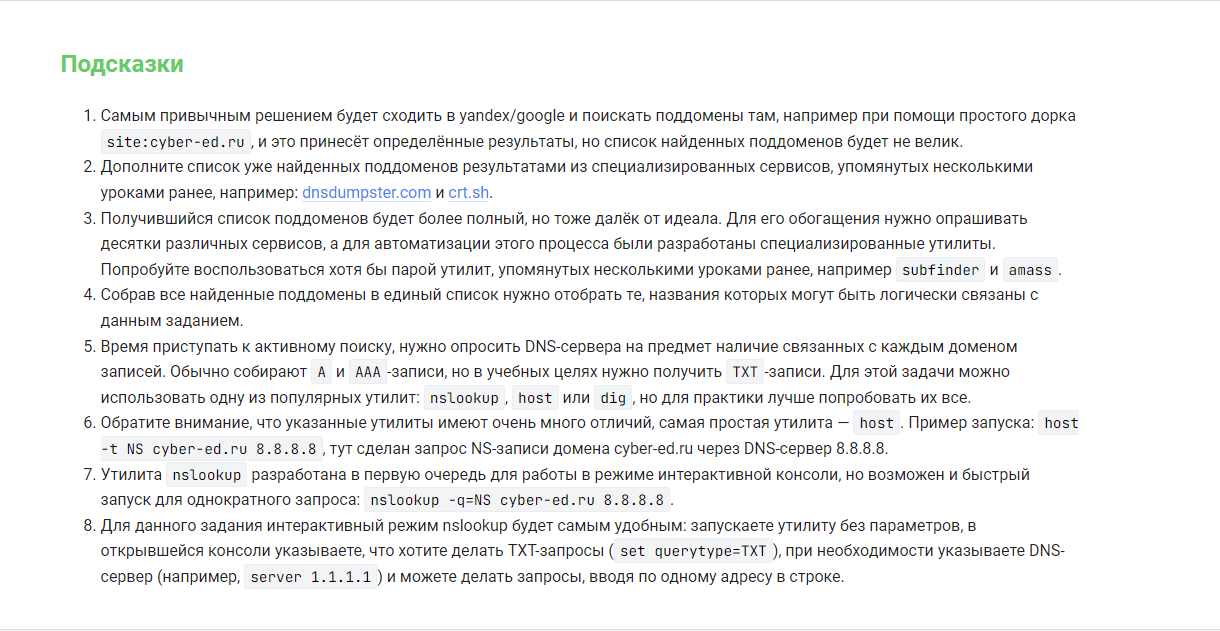 Подсказки
1. Самым привычным решением будет сходить в yandex/google и поискать поддомены там, например при помощи простого дорка
site:cyber-ed.ru , и это принесёт определённые результаты, но список найденных поддоменов будет не велик.
2. Дополните список уже найденных поддоменов результатами из специализированных сервисов, упомянутых несколькими
уроками ранее, например: dnsdumpster.com и crt.sh.
3. Получившийся список поддоменов будет более полный, но тоже далёк от идеала. Для его обогащения нужно опрашивать
десятки различных сервисов, а для автоматизации этого процесса были разработаны специализированные утилиты.
Попробуйте воспользоваться хотя бы парой утилит, упомянутых несколькими уроками ранее, например subfinder и amass .
4. Собрав все найденные поддомены в единый список нужно отобрать те, названия которых могут быть логически связаны с
данным заданием.
5. Время приступать к активному поиску, нужно опросить DNS-сервера на предмет наличие связанных с каждым доменом
записей. Обычно собирают A и AAA -записи, но в учебных целях нужно получить TXT -записи. Для этой задачи можно
использовать одну из популярных утилит: nslookup , host или dig , но для практики лучше попробовать их все.
6. Обратите внимание, что указанные утилиты имеют очень много отличий, самая простая утилита — host . Пример запуска: host
-t NS cyber-ed.ru 8.8.8.8 , тут сделан запрос NS-записи домена cyber-ed.ru через DNS-сервер 8.8.8.8.
7. Утилита nslookup разработана в первую очередь для работы в режиме интерактивной консоли, но возможен и быстрый
запуск для однократного запроса: nslookup -q=NS cyber-ed.ru 8.8.8.8 .
8. Для данного задания интерактивный режим nslookup будет самым удобным: запускаете утилиту без параметров, в
открывшейся консоли указываете, что хотите делать TXT-запросы ( set querytype=TXT ), при необходимости указываете DNS-
сервер (например, server 1.1.1.1 ) и можете делать запросы, вводя по одному адресу в строке.